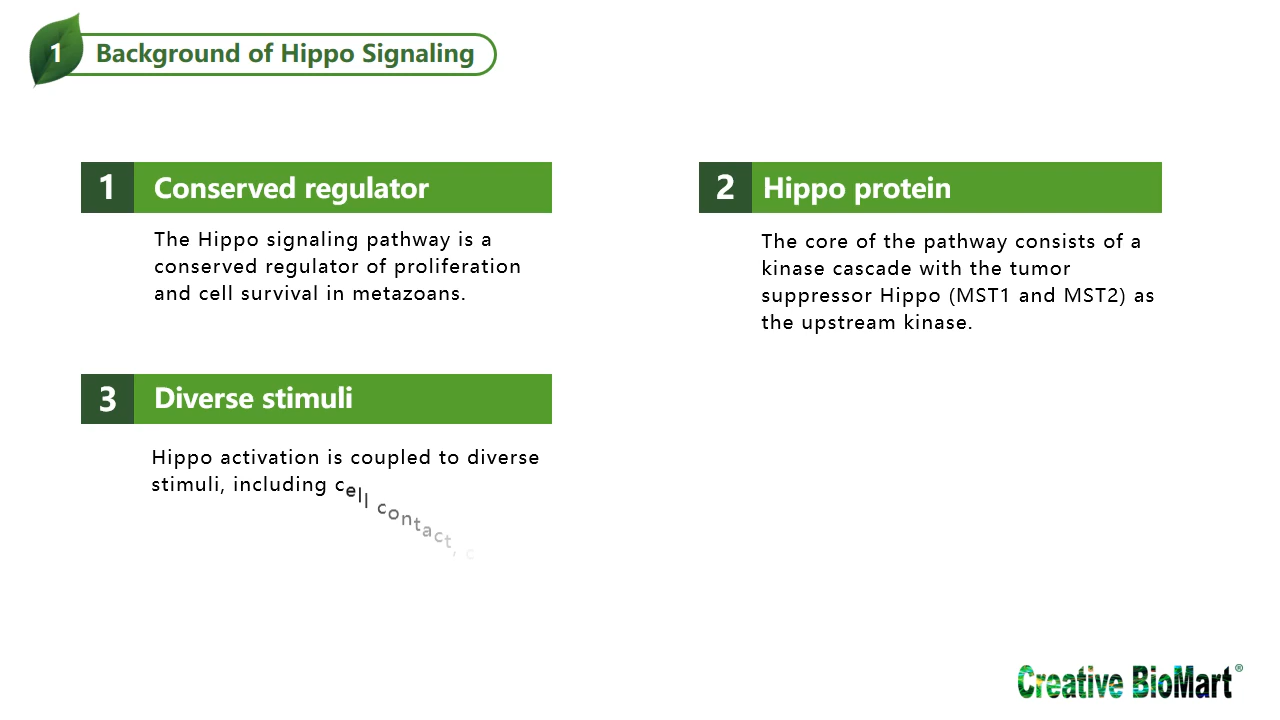 1 Background of Hippo Signaling
1 Conserved regulator
The Hippo signaling pathway is a
conserved regulator of proliferation
and cell survival in metazoans.
2 Hippo protein
The core of the pathway consists of a
kinase cascade with the tumor
suppressor Hippo (MST1 and MST2) as
the upstream kinase.
3 Diverse stimuli
Hippo activation is coupled to diverse
stimuli, including cell contact, c
Creative BioMart®